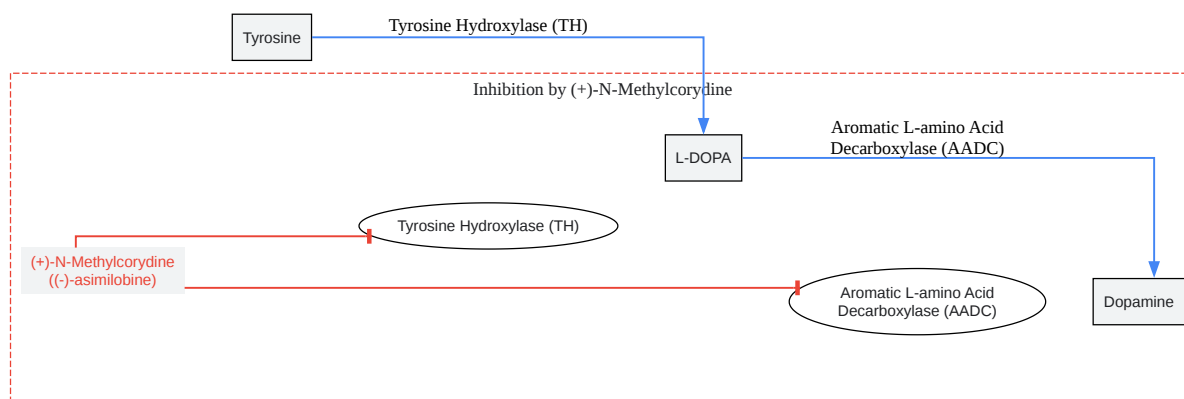 Tyrosine Hydroxylase (TH)
Tyrosine
Inhibition by (+)-N-Methylcorydine
Aromatic L-amino Acid
Decarboxylase (AADC)
L-DOPA
Tyrosine Hydroxylase (TH)
(+)-N-Methylcorydine
((-)-asimilobine)
Aromatic L-amino Acid
Decarboxylase (AADC)
Dopamine